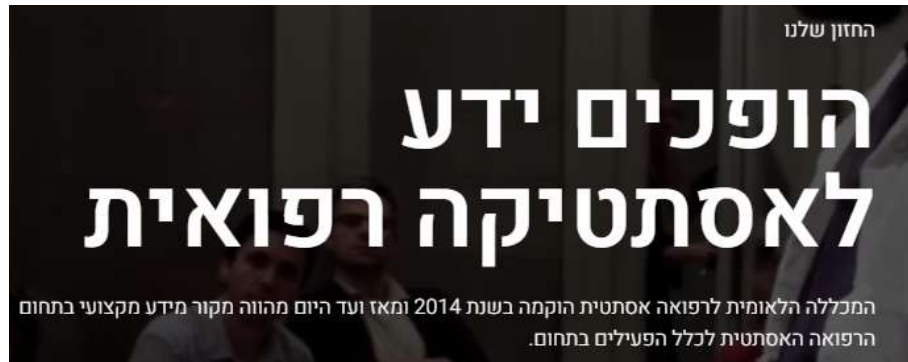 החזון שלנו
הופכים ידע
לאסתטיקה רפואית
המכללה הלאומית לרפואה אסתטית הוקמה בשנת 2014 ומאז ועד היום מהווה מקור מידע מקצועי בתחום
הרפואה האסתטית לכלל הפעילים בתחום.